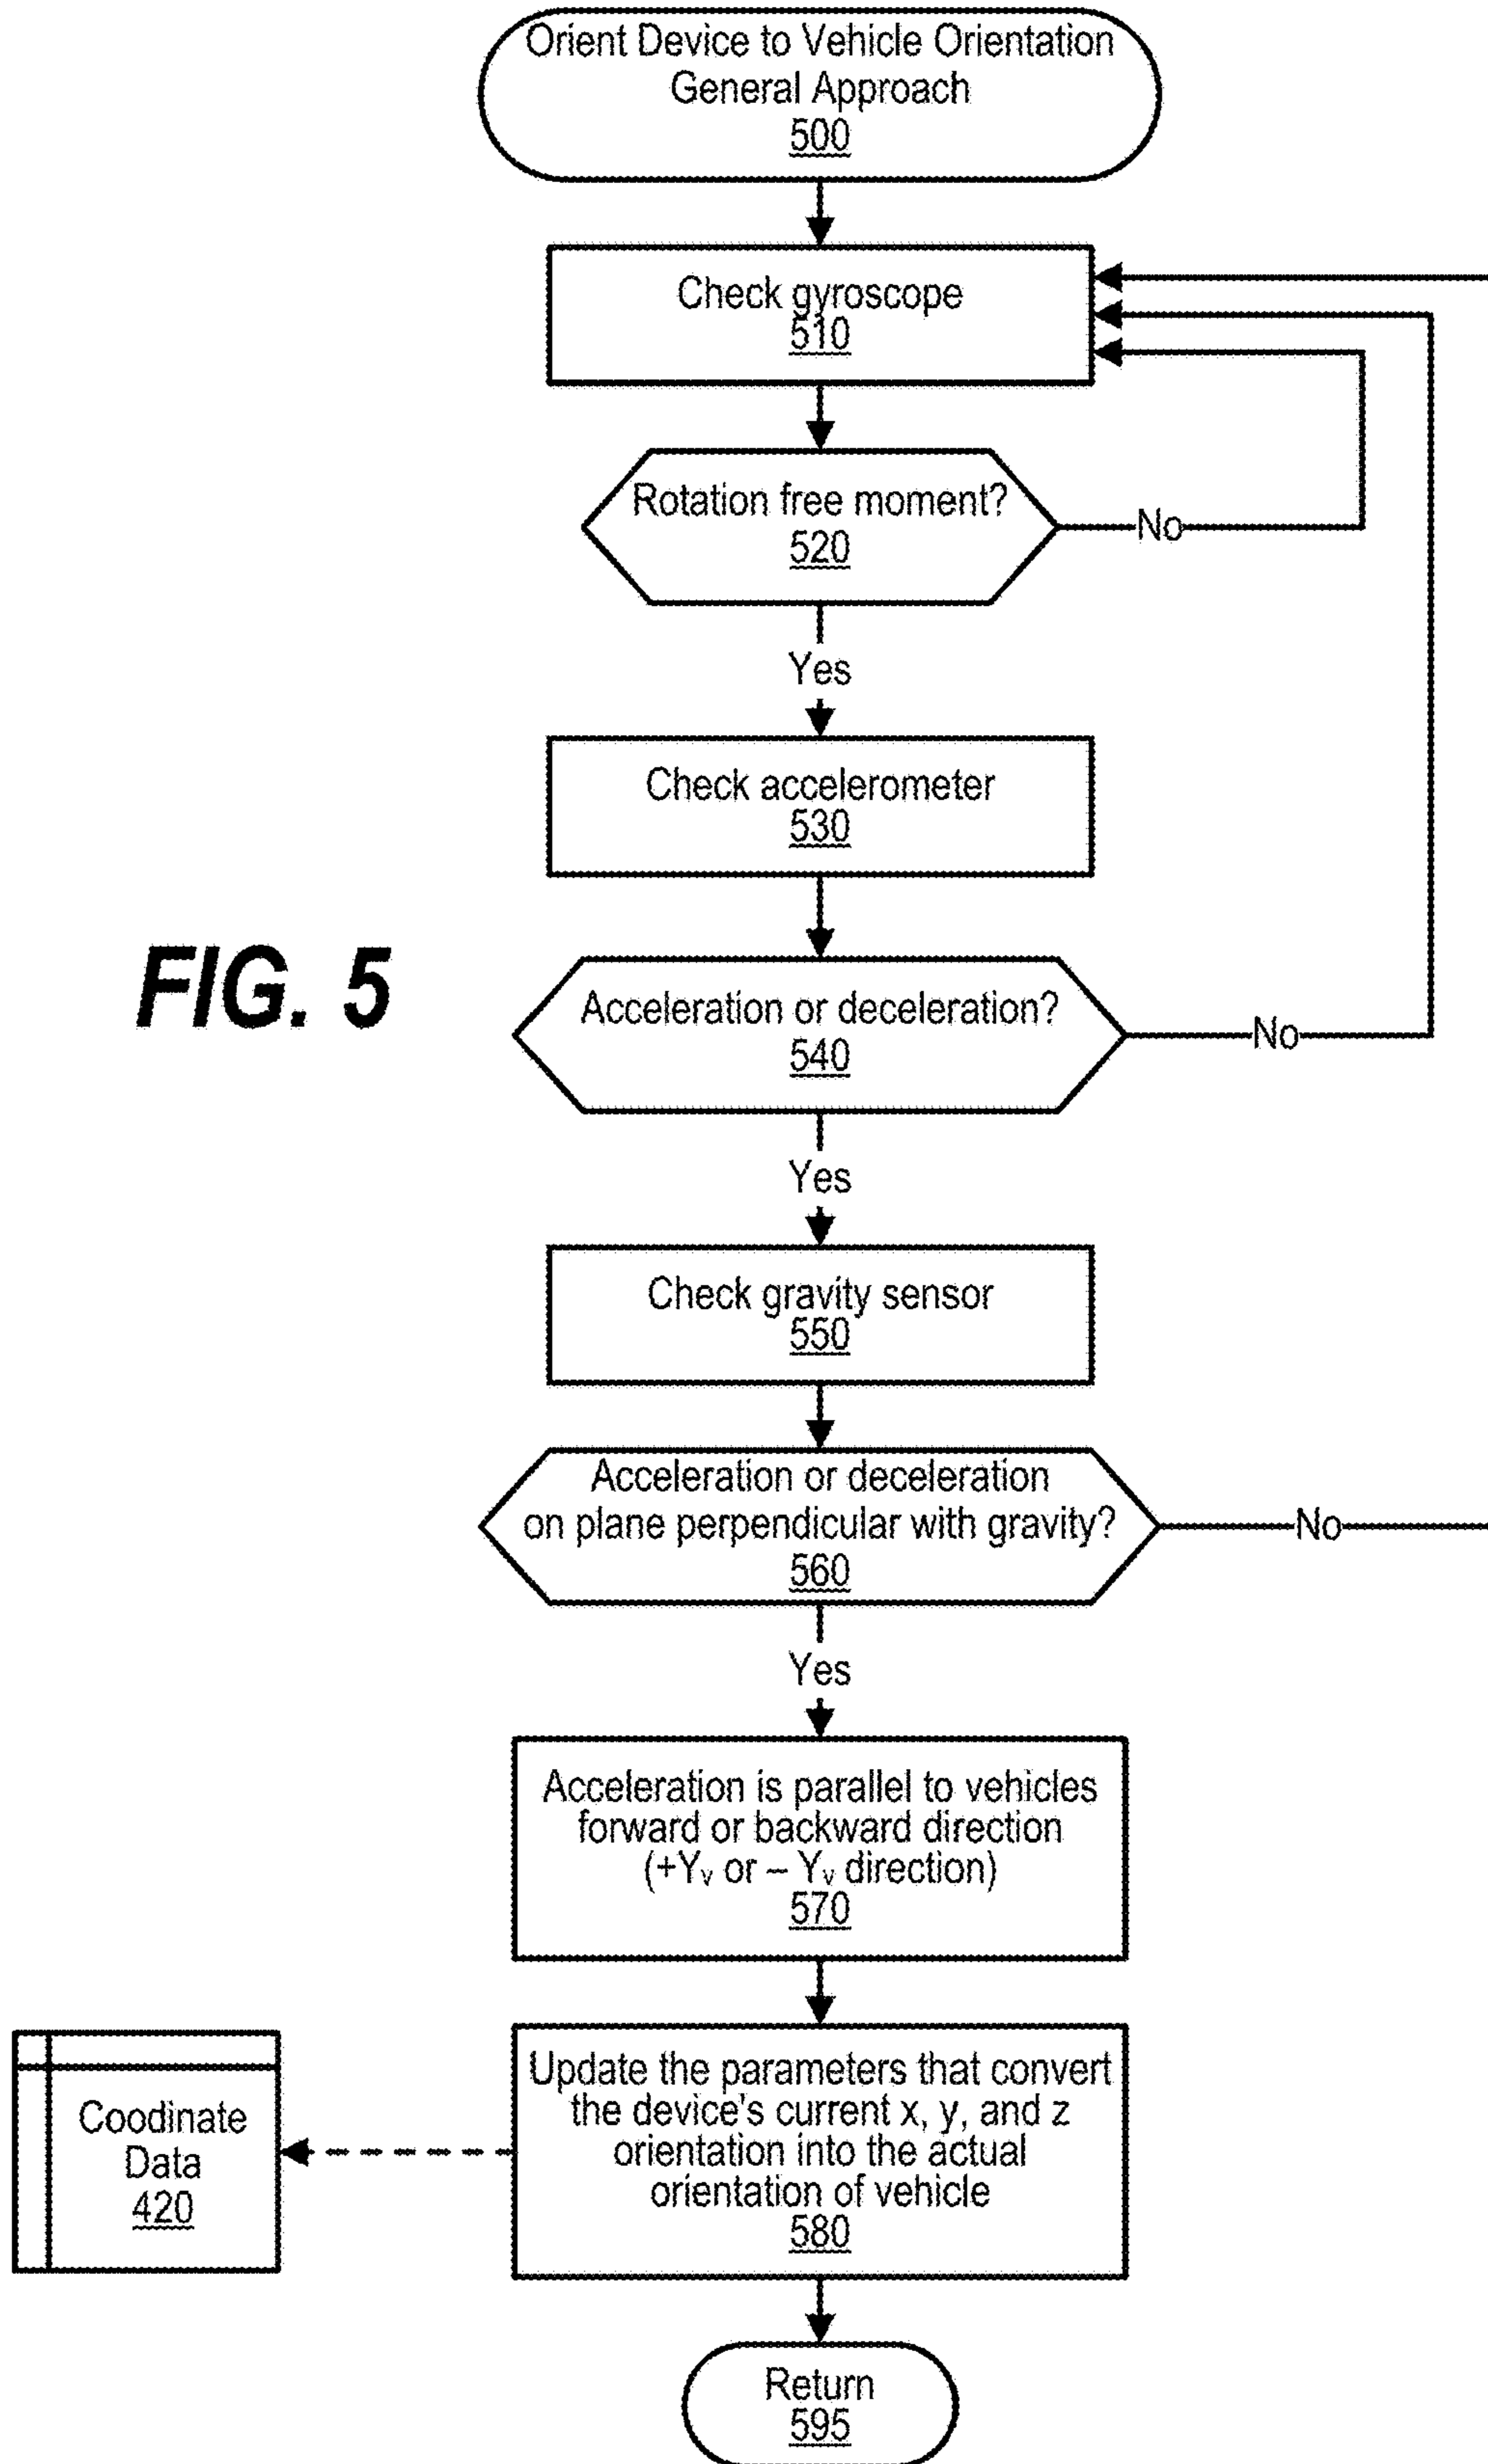 Orient Device to Vehicle Orientation
General Approach
500
Check gyroscope
510
Rotation free moment?
520
No
Yes
Check accelerometer
530
FIG. 5
Acceleration or deceleration?
540
No
Yes
Check gravity sensor
550
Acceleration or deceleration
on plane perpendicular with gravity?
560
No
Yes
Acceleration is parallel to vehicles
forward or backward direction
(+Yv or – Yv direction)
570
Update the parameters that convert
the device's current x, y, and z
orientation into the actual
orientation of vehicle
580
Coodinate
Data
420
Return
595